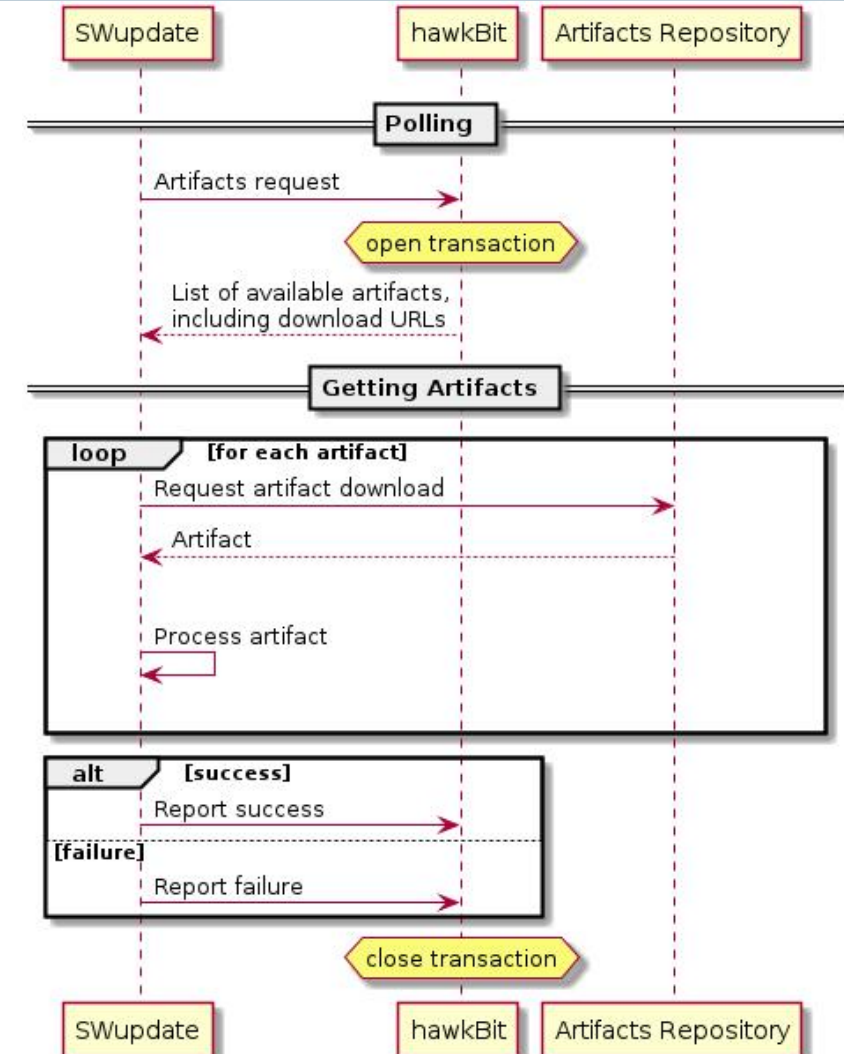 SWupdate
hawkBit
Artifacts Repository
Polling
Artifacts request
open transaction
List of available artifacts,
including download URLs
Getting Artifacts
loop
[for each artifact]
Request artifact download
Artifact
Process artifact
alt
[success]
Report success
[failure]
Report failure
close transaction
SWupdate
hawkBit
Artifacts Repository